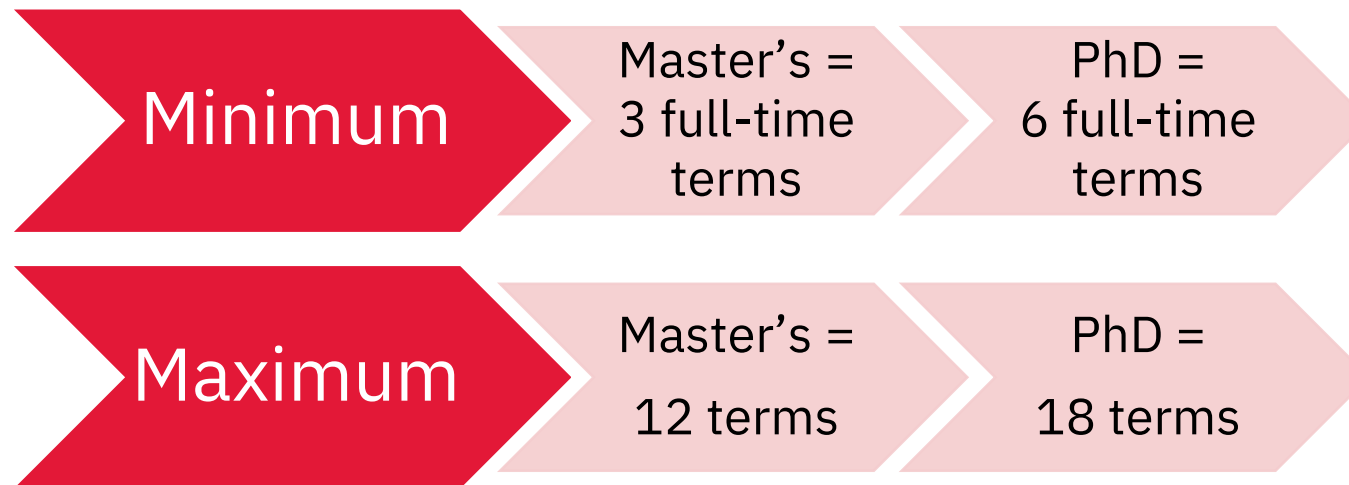 Minimum
Master’s =
3 full-time
terms
PhD =
6 full-time
terms
Maximum
Master’s =
12 terms
PhD =
18 terms